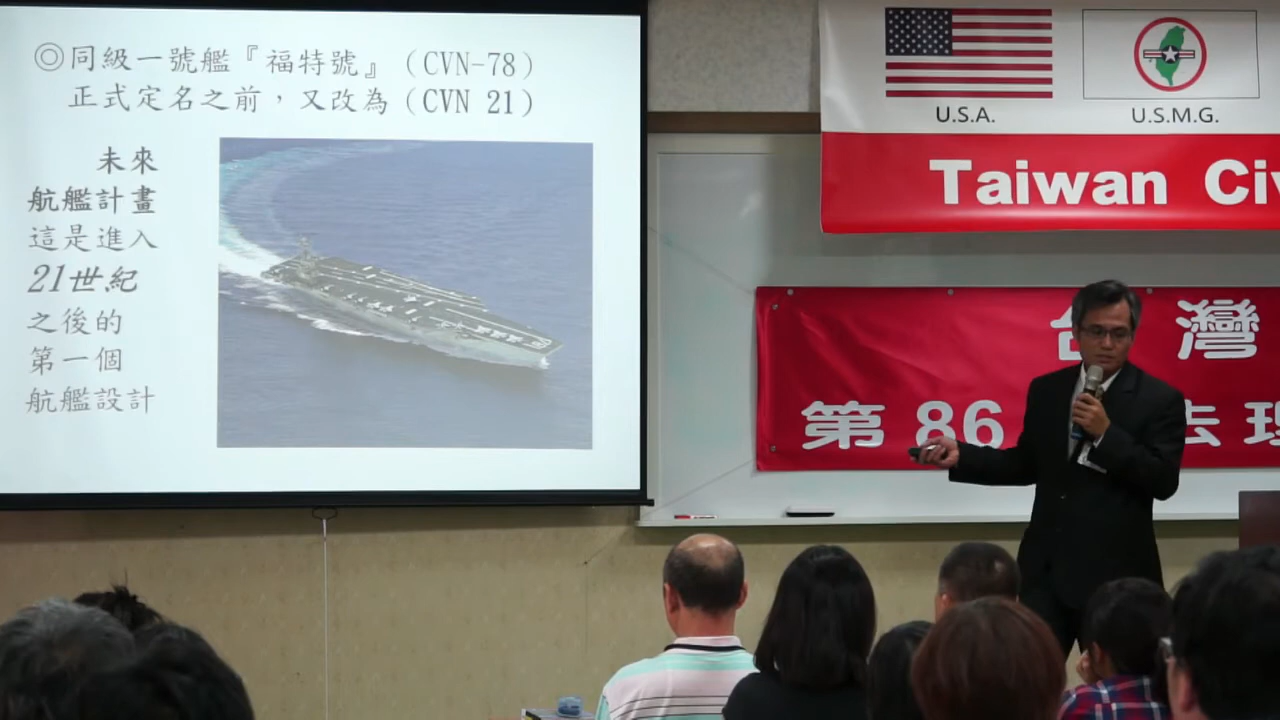 ◎同級一號艦『福特號』（CVN-78）
正式定名之前，又改為（CVN 21）
未來
航艦計畫
這是進入
21世紀
之後的
第一個
航艦設計
U.S.A.
U.S.M.G.
Taiwan Ci
台 灣
第 86